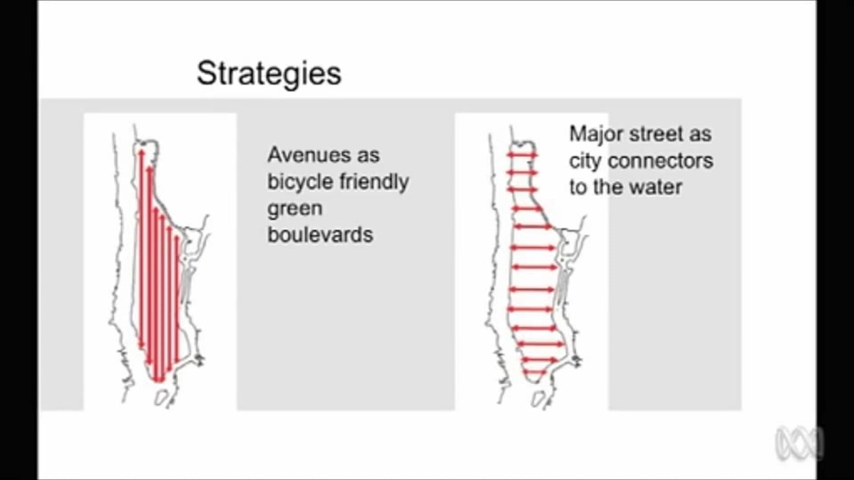 Strategies
Avenues as
bicycle friendly
green
boulevards
Major street as
city connectors
to the water